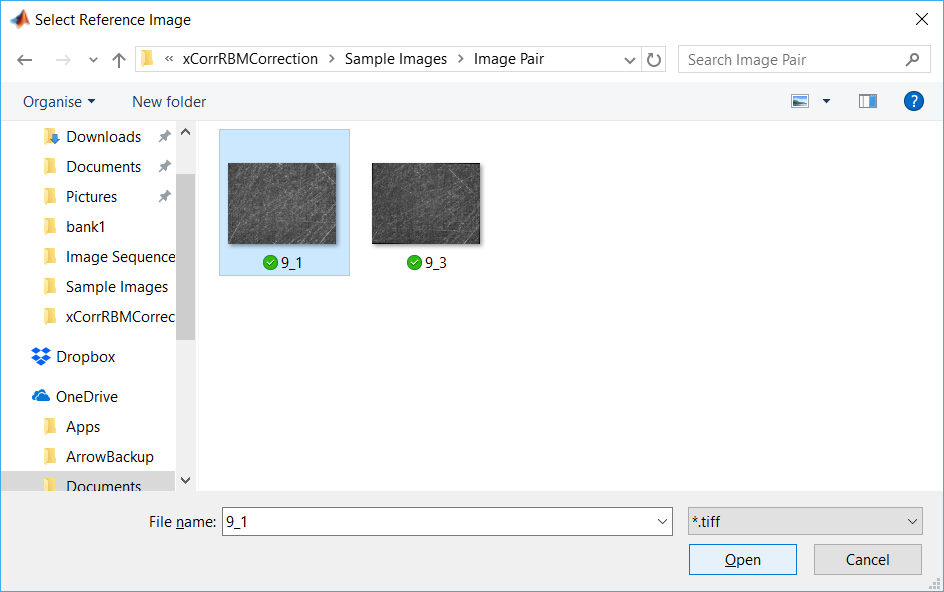 Select Reference Image
« xCorrRBMCorrection > Sample Images > Image Pair
Search Image Pair
Organise
New folder
?
Downloads
Documents
Pictures
bank1
Image Sequence
Sample Images
xCorrRBMCorrec
Dropbox
OneDrive
Apps
ArrowBackup
Documents
9_1
9_3
File name: 9_1
*.tiff
Open
Cancel